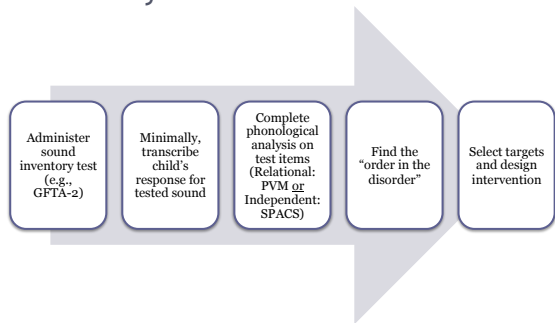 Administer
sound
inventory test
(e.g.,
GFTA-2)
Minimally,
transcribe
child's
response for
tested sound
Complete
phonological
analysis on
test items
(Relational:
PVM or
Independent:
SPACS)
Find the
“order in the
disorder”
Select targets
and design
intervention